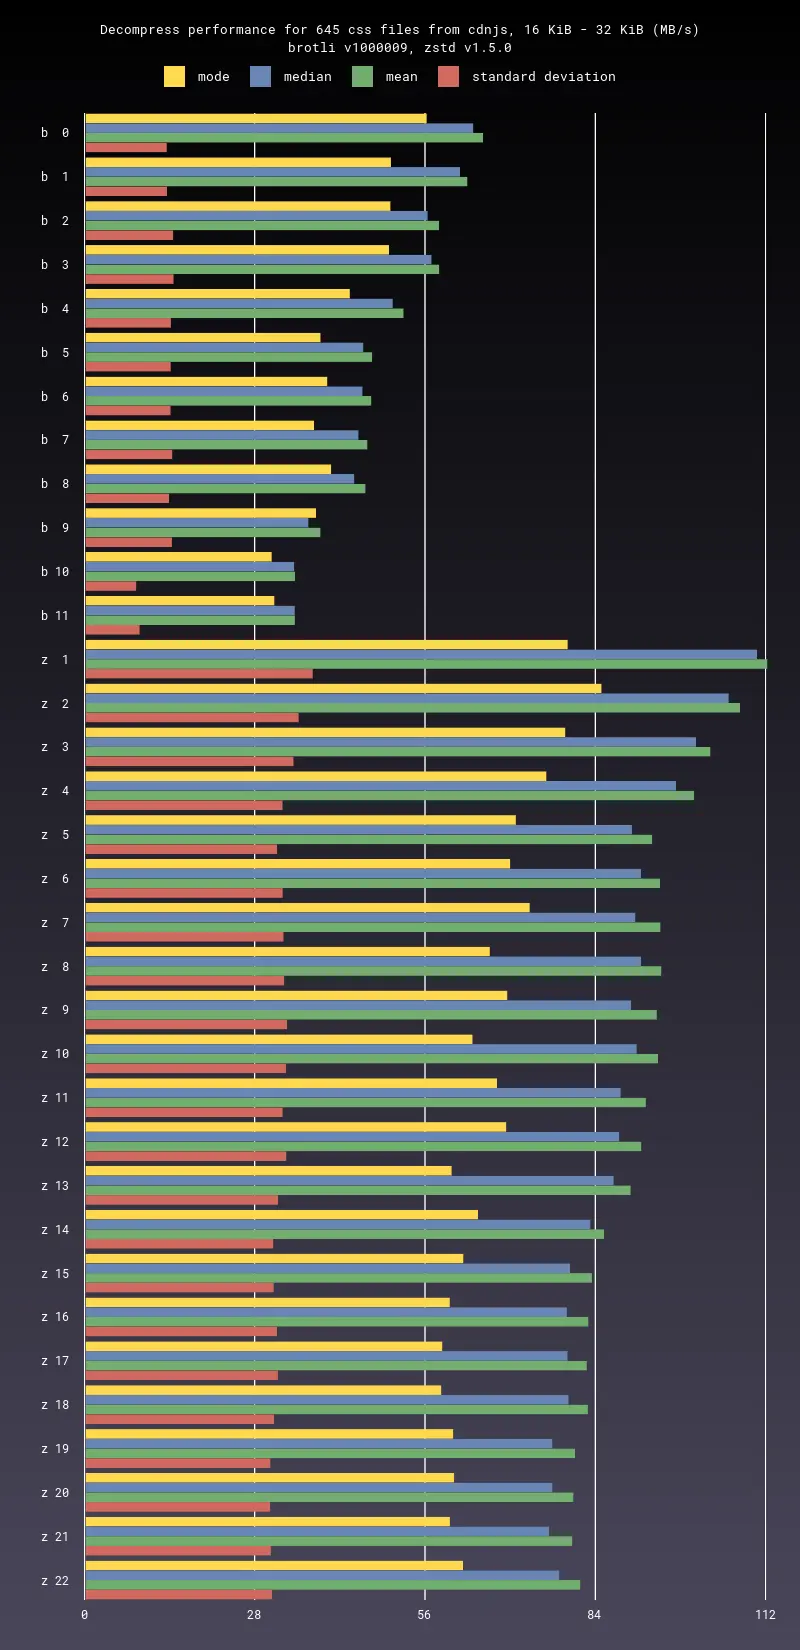 Decompress performance for 645 css files from cdnjs, 16 KiB - 32 KiB (MB/s)
brotli v1000009, zstd v1.5.0
mode median mean standard deviation
b 0
b 1
b 2
b 3
b 4
b 5
b 6
b 7
b 8
b 9
b 10
b 11
z 1
z 2
z 3
z 4
z 5
z 6
z 7
z 8
z 9
z 10
z 11
z 12
z 13
z 14
z 15
z 16
z 17
z 18
z 19
z 20
z 21
z 22
0 28 56 84 112